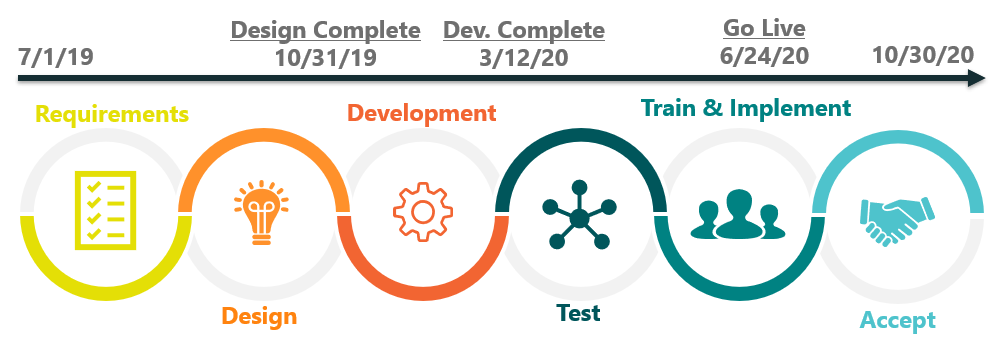 Design Complete
Dev. Complete
Go Live
7/1/19
10/31/19
3/12/20
6/24/20
10/30/20
Requirements
Development
Train & Implement
Design
Test
Accept